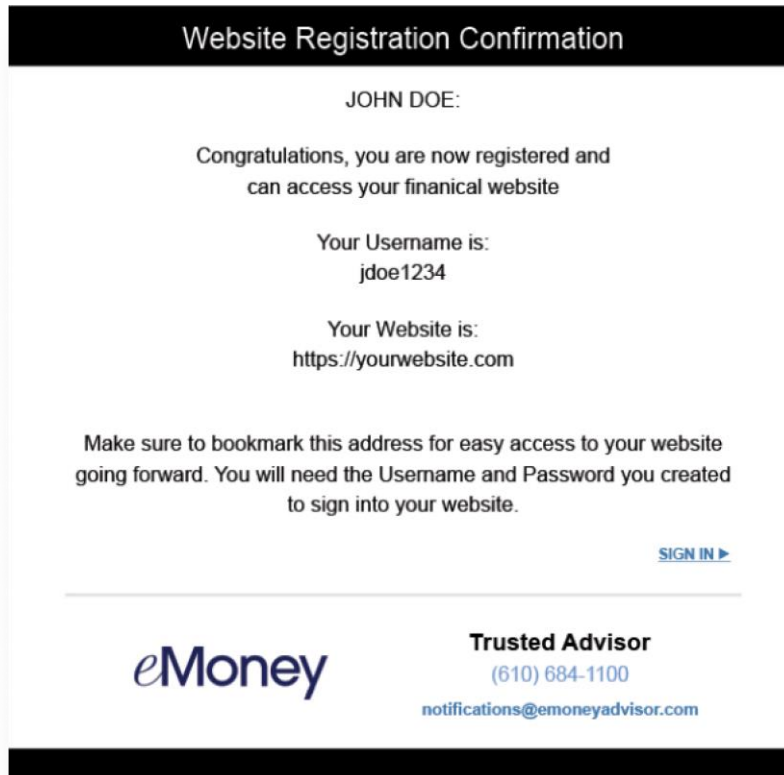 Website Registration Confirmation
JOHN DOE:
Congratulations, you are now registered and
can access your finanical website
Your Username is:
jdoe1234
Your Website is:
https://yourwebsite.com
Make sure to bookmark this address for easy access to your website
going forward. You will need the Username and Password you created
to sign into your website.
SIGN IN ▶
eMoney
Trusted Advisor
(610) 684-1100
notifications@emoneyadvisor.com